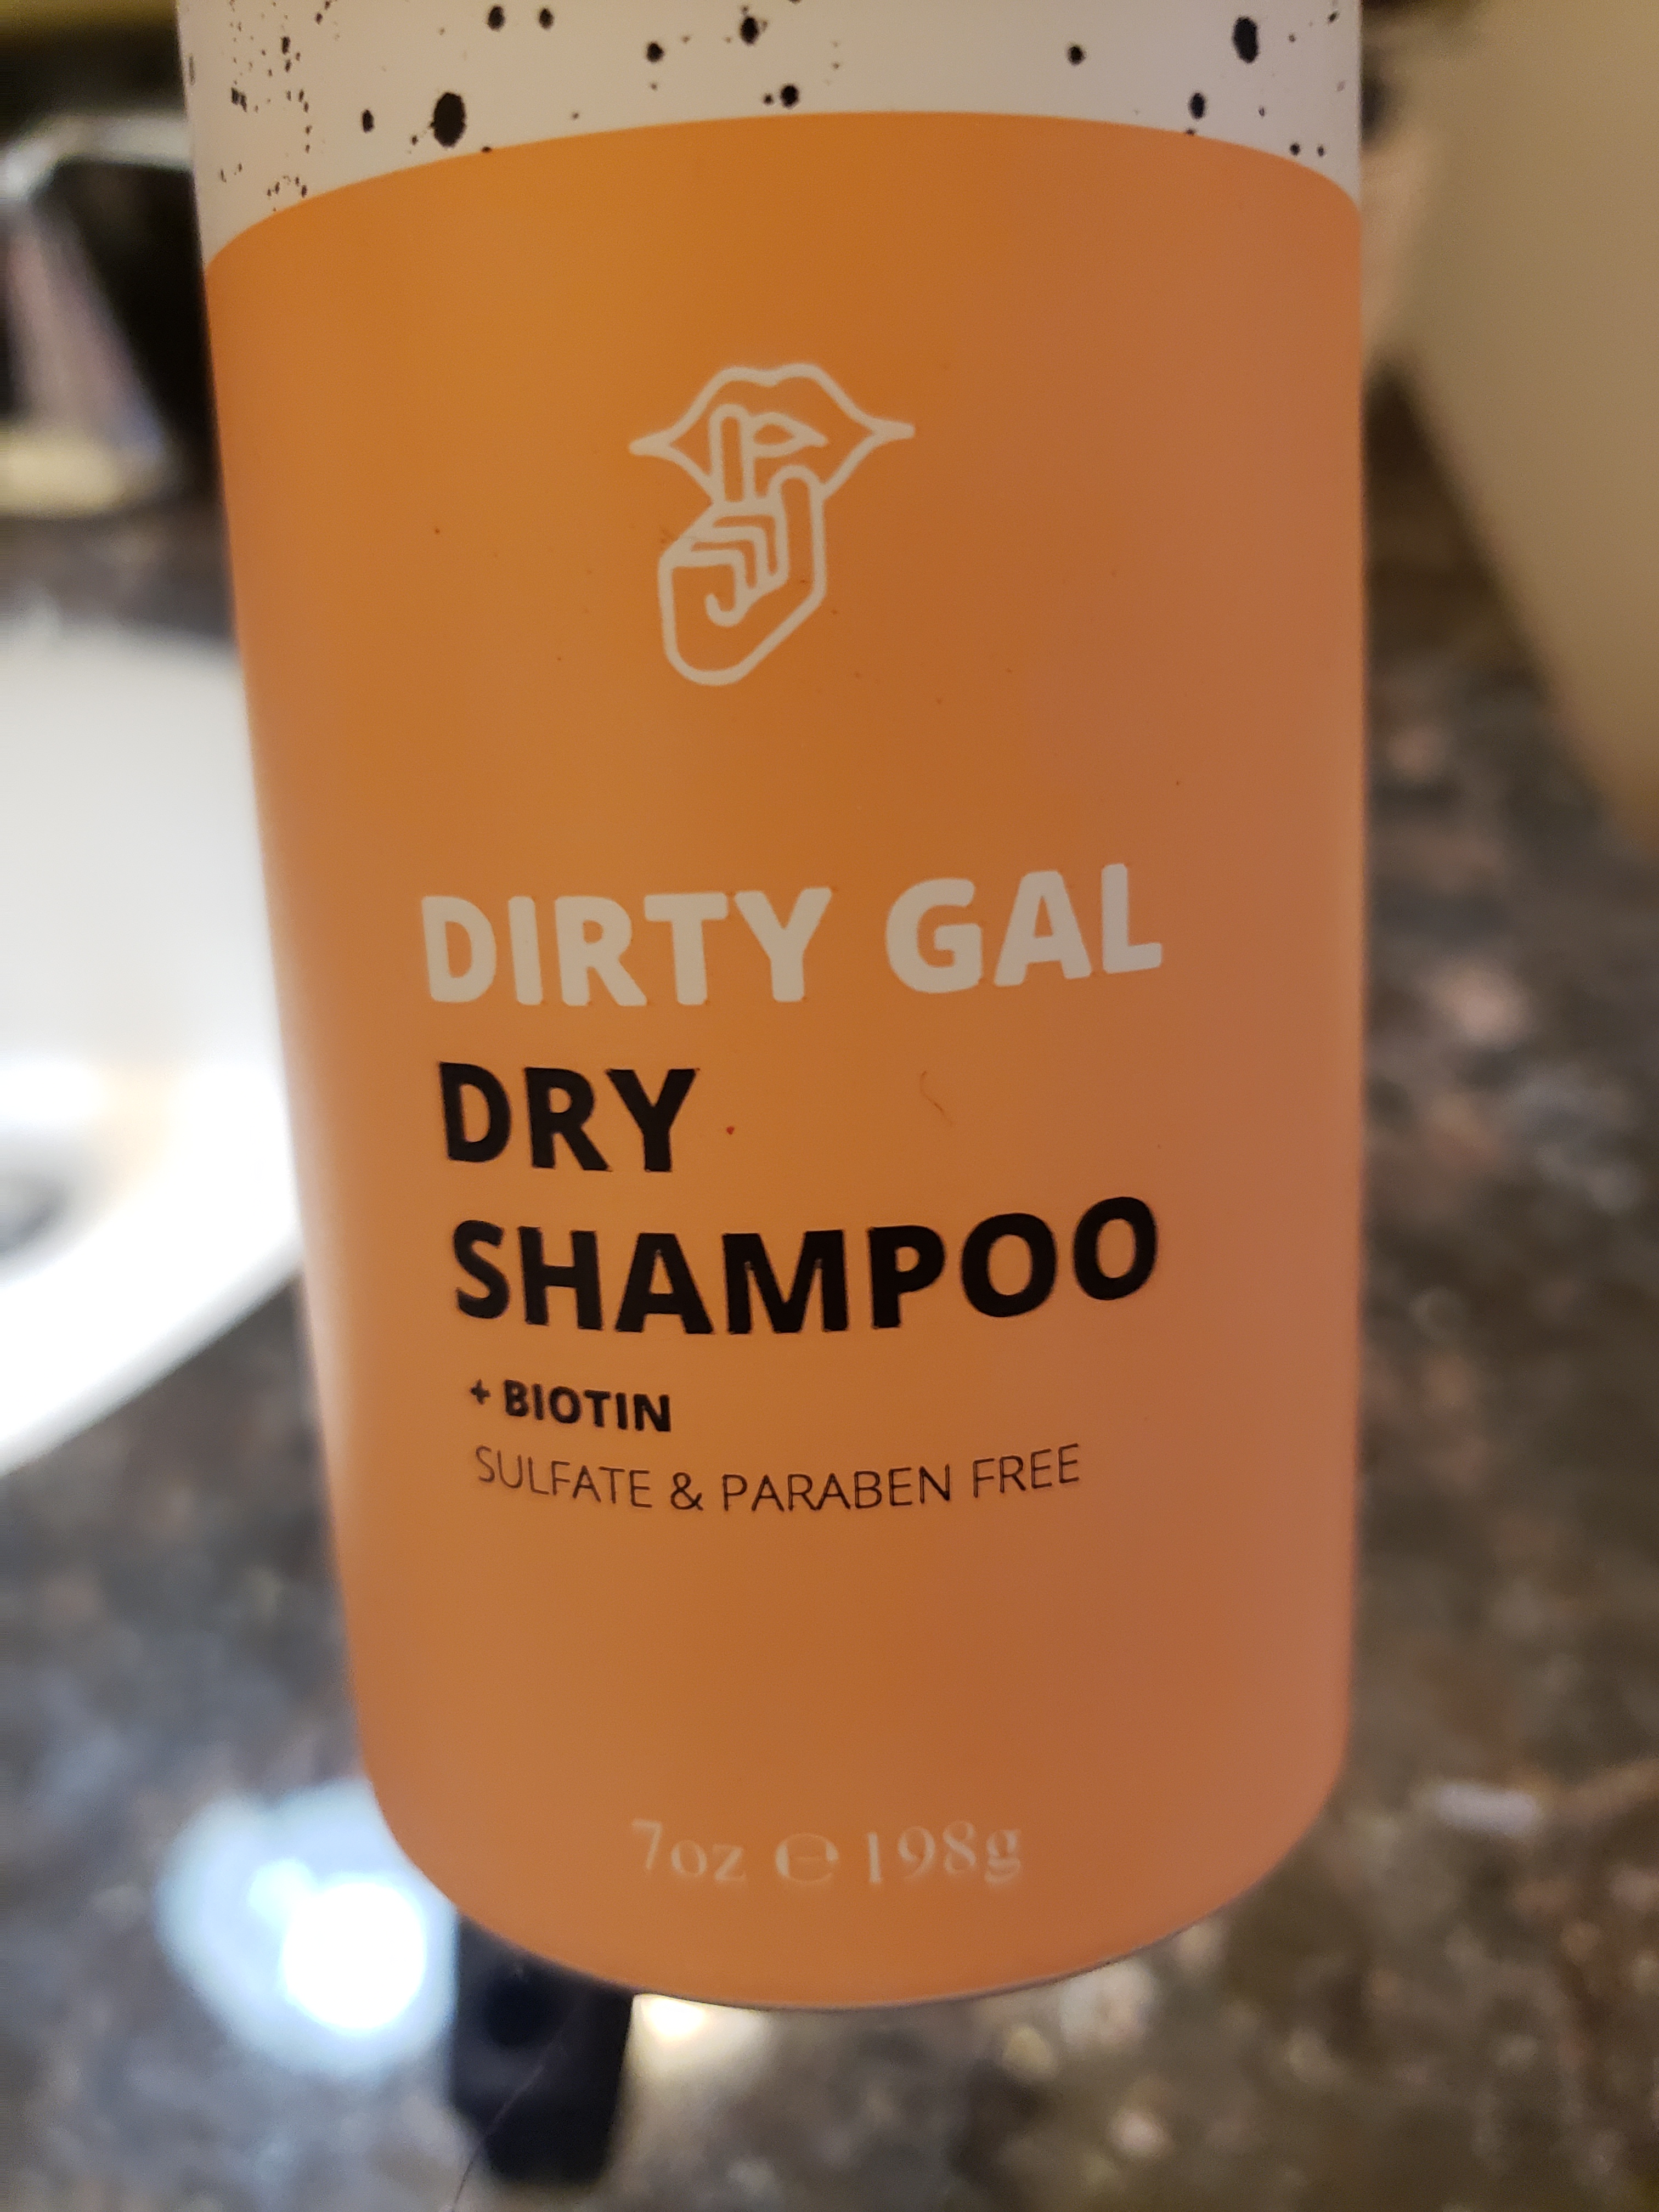 DIRTY GAL
DRY
SHAMPOO
+ BIOTIN
SULFATE & PARABEN FREE
7oz ℮ 198g